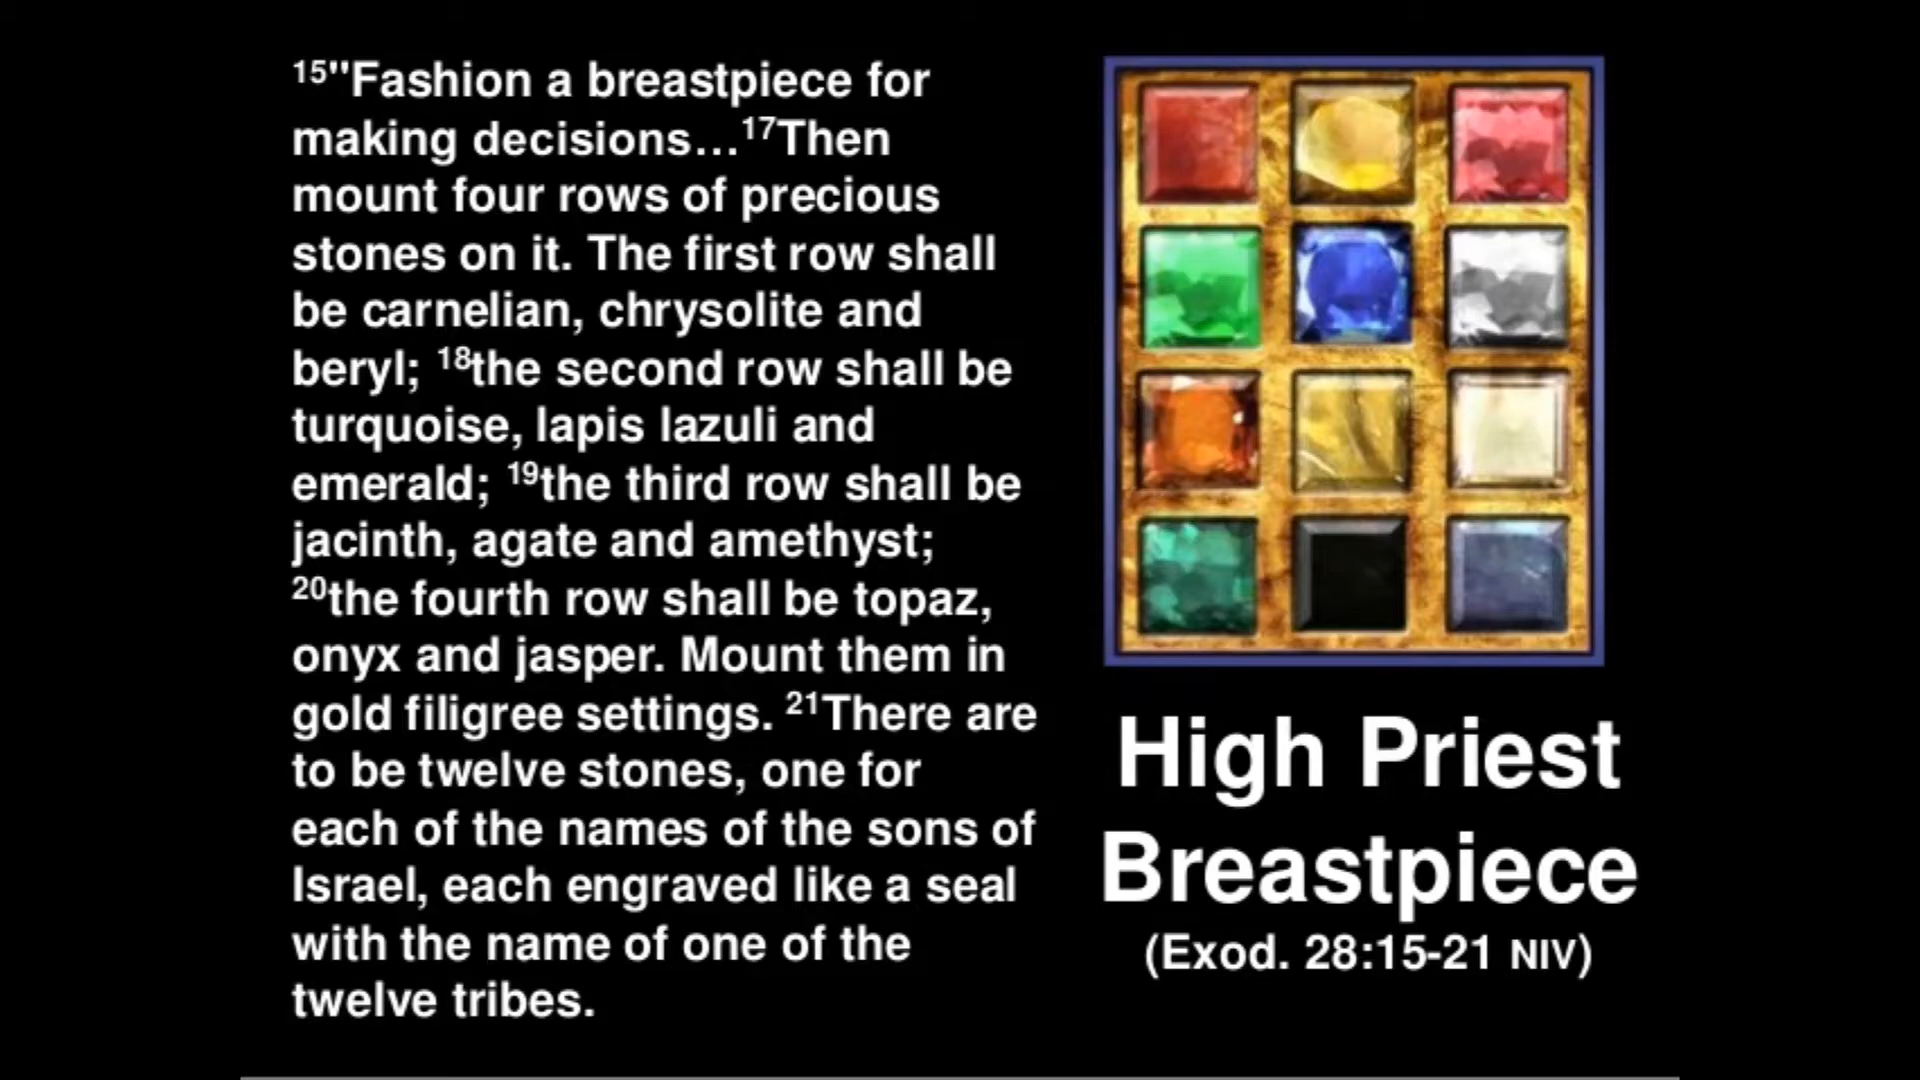 ¹⁵"Fashion a breastpiece for
making decisions…¹⁷Then
mount four rows of precious
stones on it. The first row shall
be carnelian, chrysolite and
beryl; ¹⁸the second row shall be
turquoise, lapis lazuli and
emerald; ¹⁹the third row shall be
jacinth, agate and amethyst;
²⁰the fourth row shall be topaz,
onyx and jasper. Mount them in
gold filigree settings. ²¹There are
to be twelve stones, one for
each of the names of the sons of
Israel, each engraved like a seal
with the name of one of the
twelve tribes.
High Priest
Breastpiece
(Exod. 28:15-21 NIV)